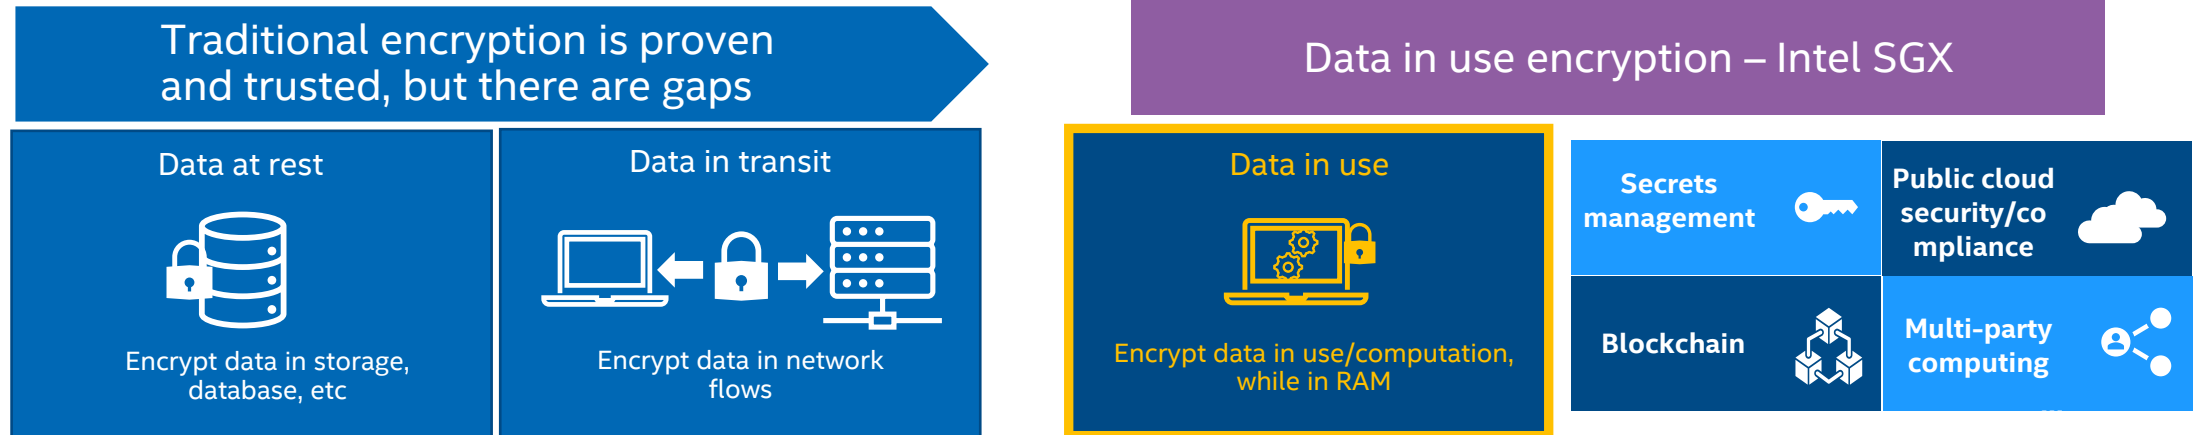 Traditional encryption is proven
and trusted, but there are gaps
Data in use encryption – Intel SGX
Data at rest
Encrypt data in storage,
database, etc
Data in transit
Encrypt data in network
flows
Data in use
Encrypt data in use/computation,
while in RAM
Secrets
management
Public cloud
security/co
mpliance
Blockchain
Multi-party
computing